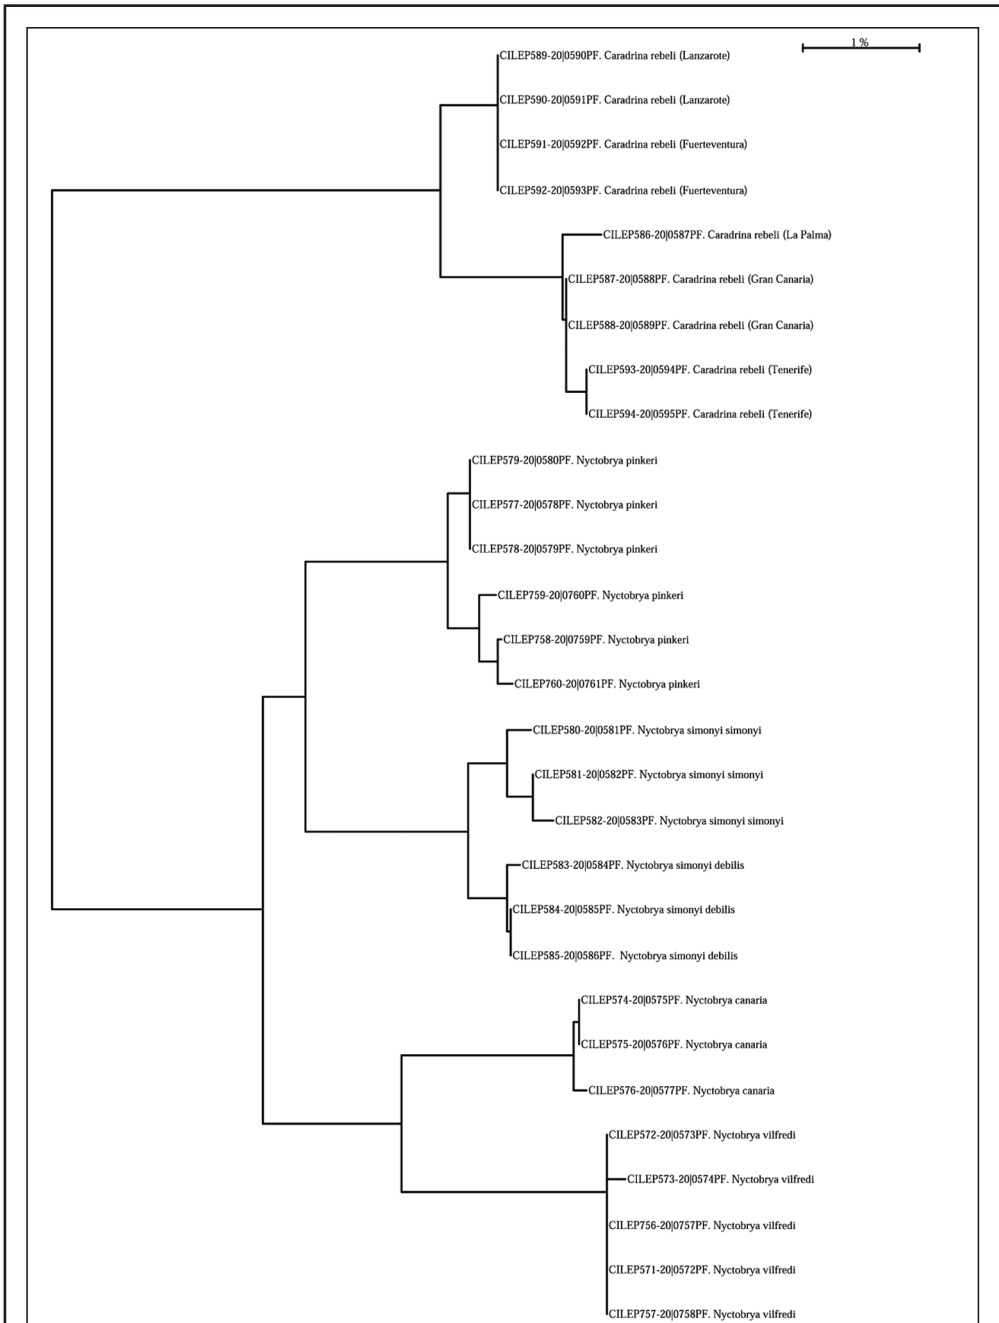 1 %
CILEP589-20|0590PF. Caradrina rebeli (Lanzarote)
CILEP590-20|0591PF. Caradrina rebeli (Lanzarote)
CILEP591-20|0592PF. Caradrina rebeli (Fuerteventura)
CILEP592-20|0593PF. Caradrina rebeli (Fuerteventura)
CILEP586-20|0587PF. Caradrina rebeli (La Palma)
CILEP587-20|0588PF. Caradrina rebeli (Gran Canaria)
CILEP588-20|0589PF. Caradrina rebeli (Gran Canaria)
CILEP593-20|0594PF. Caradrina rebeli (Tenerife)
CILEP594-20|0595PF. Caradrina rebeli (Tenerife)
CILEP579-20|0580PF. Nyctobrya pinkeri
CILEP577-20|0578PF. Nyctobrya pinkeri
CILEP578-20|0579PF. Nyctobrya pinkeri
CILEP759-20|0760PF. Nyctobrya pinkeri
CILEP758-20|0759PF. Nyctobrya pinkeri
CILEP760-20|0761PF. Nyctobrya pinkeri
CILEP580-20|0581PF. Nyctobrya simonyi simonyi
CILEP581-20|0582PF. Nyctobrya simonyi simonyi
CILEP582-20|0583PF. Nyctobrya simonyi simonyi
CILEP583-20|0584PF. Nyctobrya simonyi debilis
CILEP584-20|0585PF. Nyctobrya simonyi debilis
CILEP585-20|0586PF. Nyctobrya simonyi debilis
CILEP574-20|0575PF. Nyctobrya canaria
CILEP575-20|0576PF. Nyctobrya canaria
CILEP576-20|0577PF. Nyctobrya canaria
CILEP572-20|0573PF. Nyctobrya vilfredi
CILEP573-20|0574PF. Nyctobrya vilfredi
CILEP756-20|0757PF. Nyctobrya vilfredi
CILEP571-20|0572PF. Nyctobrya vilfredi
CILEP757-20|0758PF. Nyctobrya vilfredi